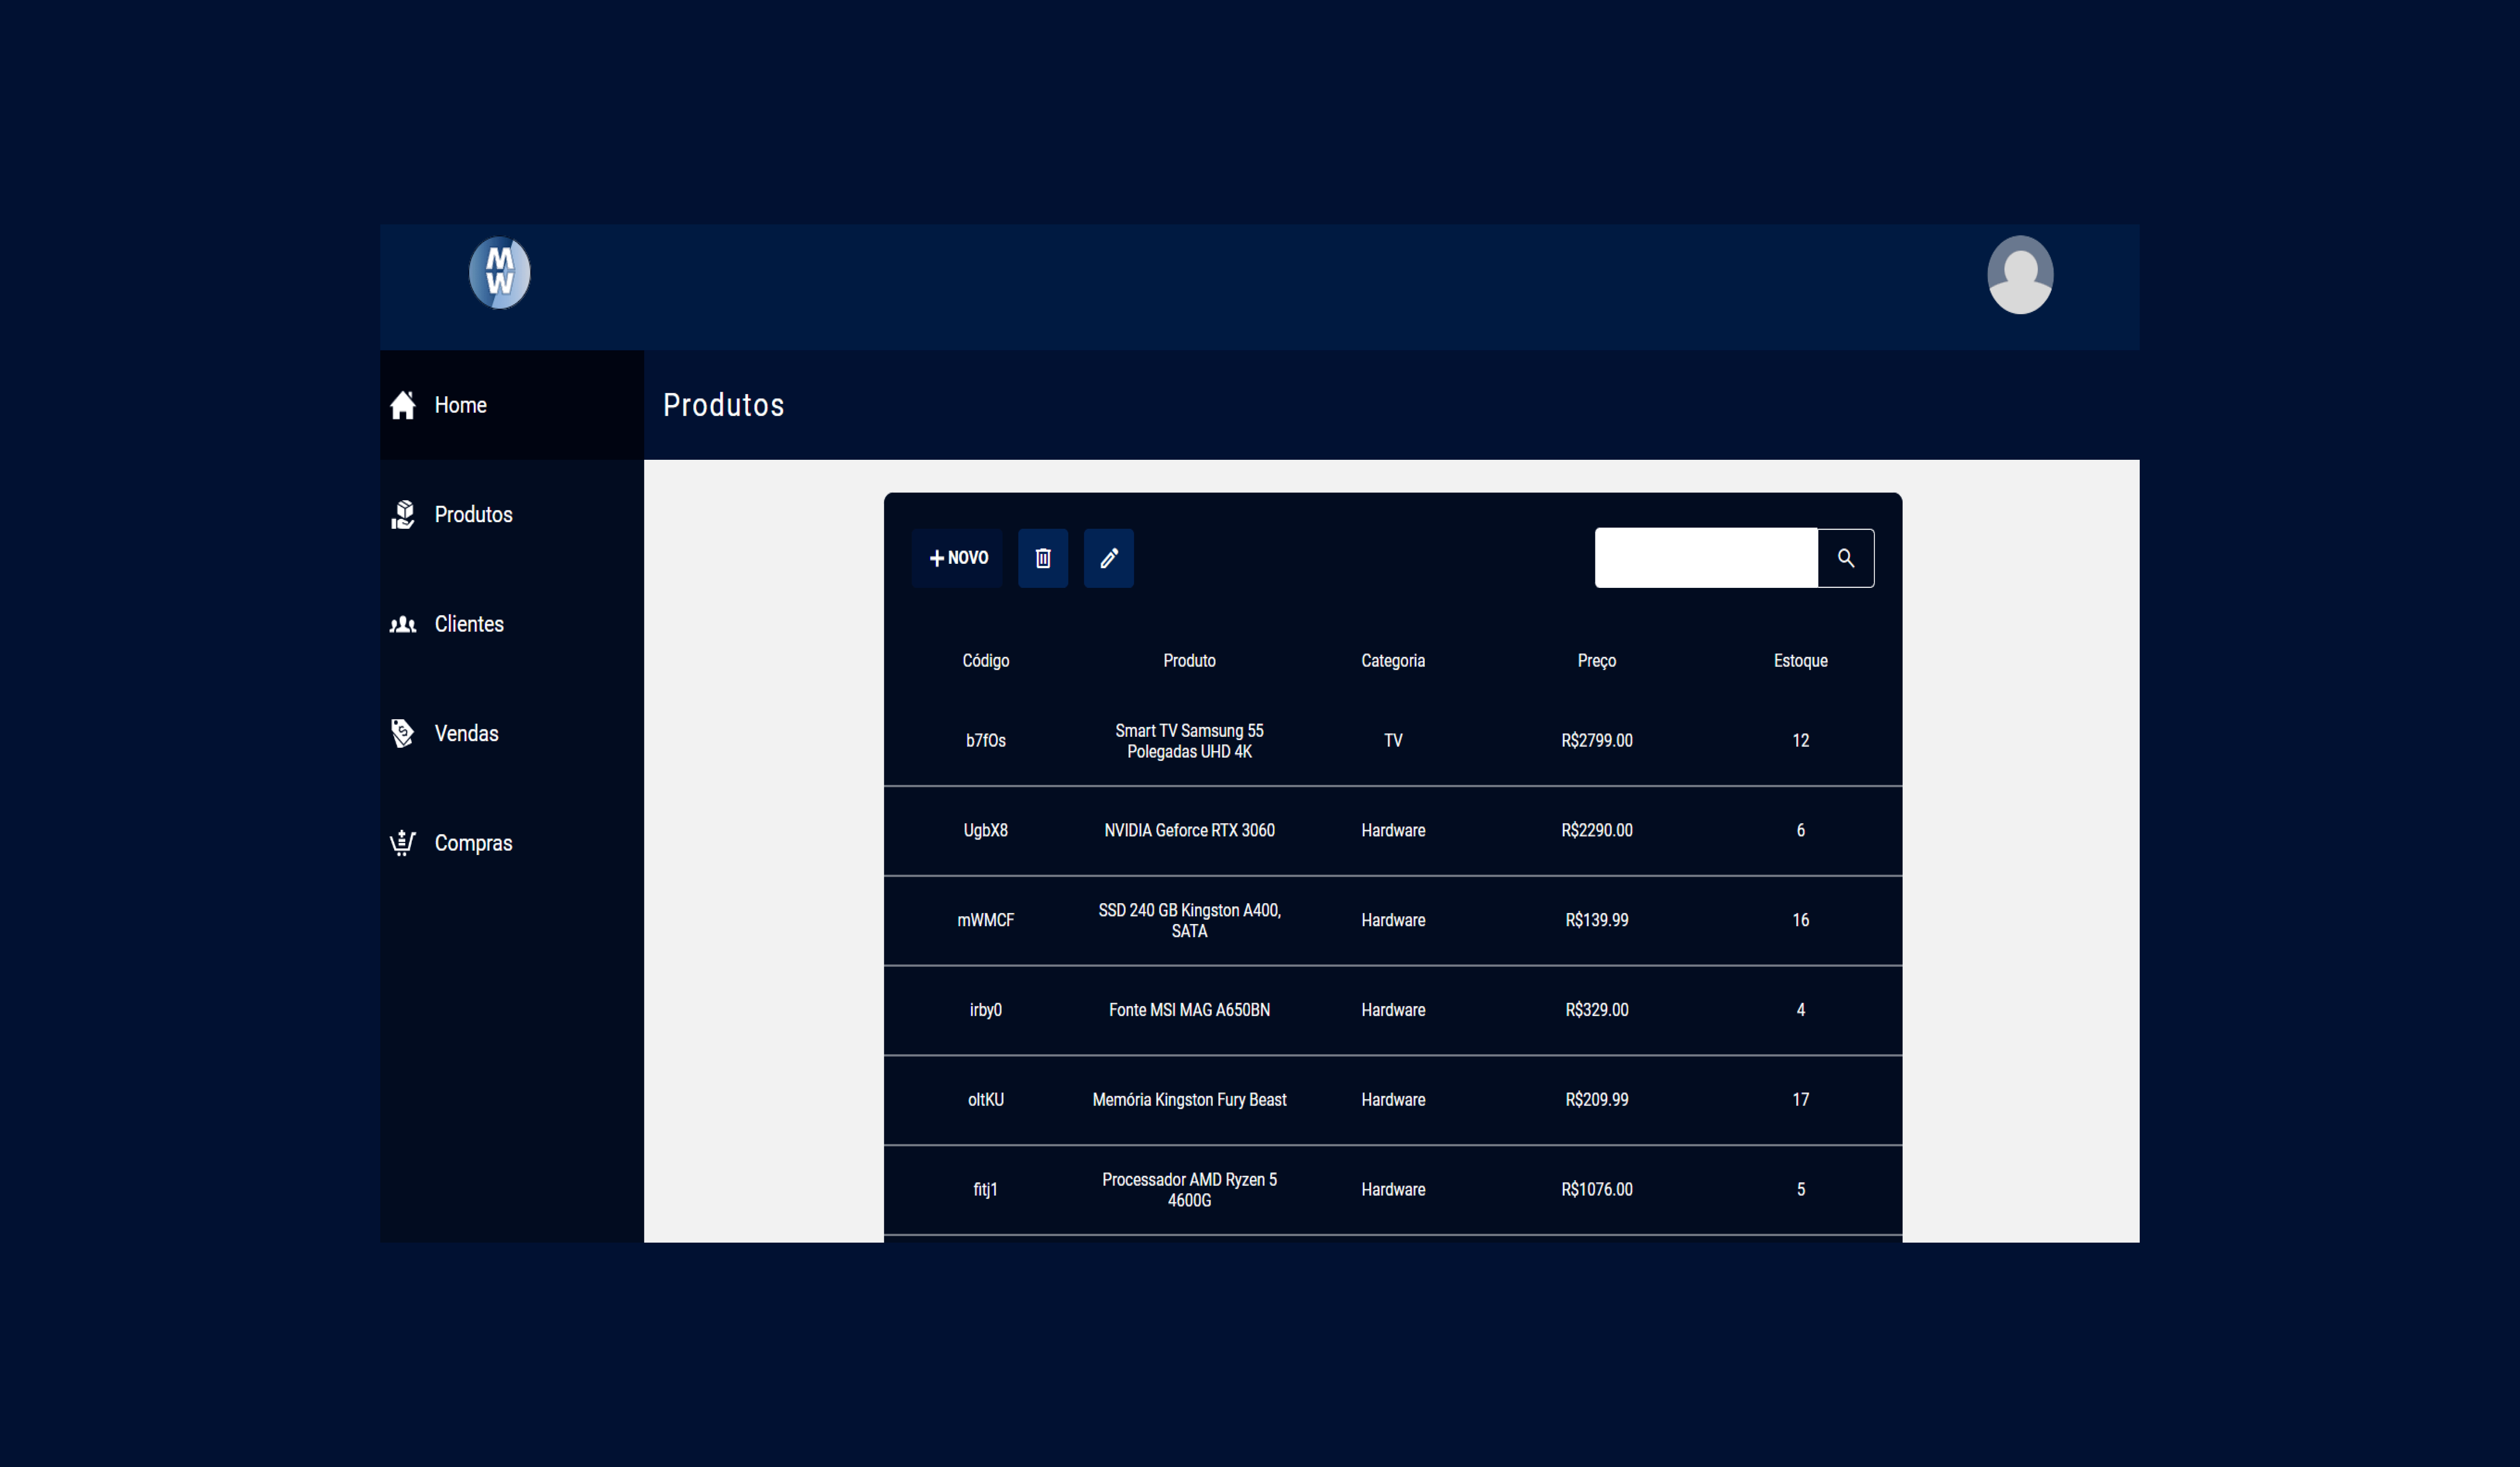 M
W
Home
Produtos
Produtos
Clientes
Vendas
Compras
+ NOVO
Código Produto Categoria Preço Estoque
b7fOs Smart TV Samsung 55 Polegadas UHD 4K TV R$2799.00 12
UgbX8 NVIDIA Geforce RTX 3060 Hardware R$2290.00 6
mWMCF SSD 240 GB Kingston A400, SATA Hardware R$139.99 16
irby0 Fonte MSI MAG A650BN Hardware R$329.00 4
oltKU Memória Kingston Fury Beast Hardware R$209.99 17
fitj1 Processador AMD Ryzen 5 4600G Hardware R$1076.00 5